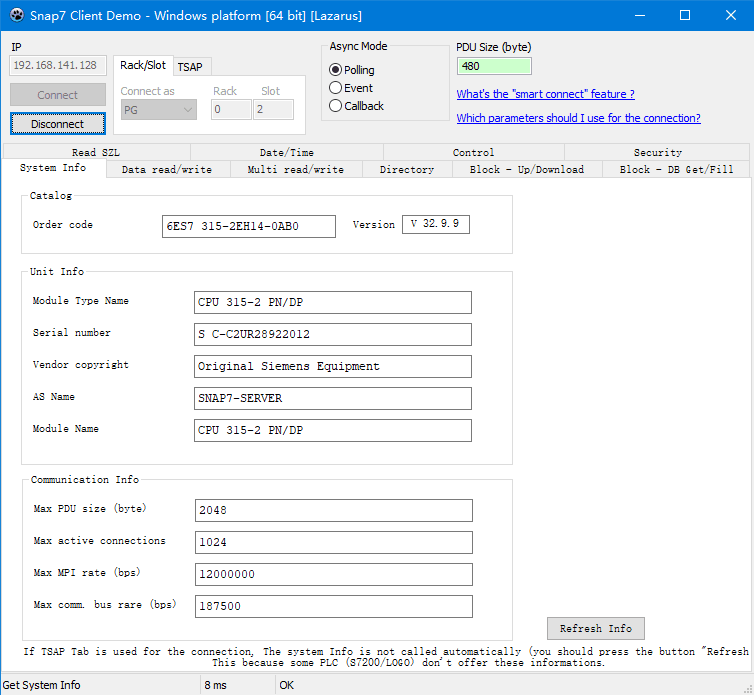 Snap7 Client Demo - Windows platform [64 bit] [Lazarus]
IP
192.168.141.128
Connect
Disconnect
Rack/Slot TSAP
Connect as Rack Slot
PG 0 2
Async Mode
Polling
Event
Callback
PDU Size (byte)
480
What's the "smart connect" feature ?
Which parameters should I use for the connection?
Read SZL Date/Time Control Security
System Info Data read/write Multi read/write Directory Block - Up/Download Block - DB Get/Fill
Catalog
Order code 6ES7 315-2EH14-0AB0 Version V 32.9.9
Unit Info
Module Type Name CPU 315-2 PN/DP
Serial number S C-C2UR28922012
Vendor copyright Original Siemens Equipment
AS Name SNAP7-SERVER
Module Name CPU 315-2 PN/DP
Communication Info
Max PDU size (byte) 2048
Max active connections 1024
Max MPI rate (bps) 12000000
Max comm. bus rare (bps) 187500
Refresh Info
If TSAP Tab is used for the connection, The system Info is not called automatically (you should press the button "Refresh
This because some PLC (S7200/LOGO) don't offer these informations.
Get System Info 8 ms OK